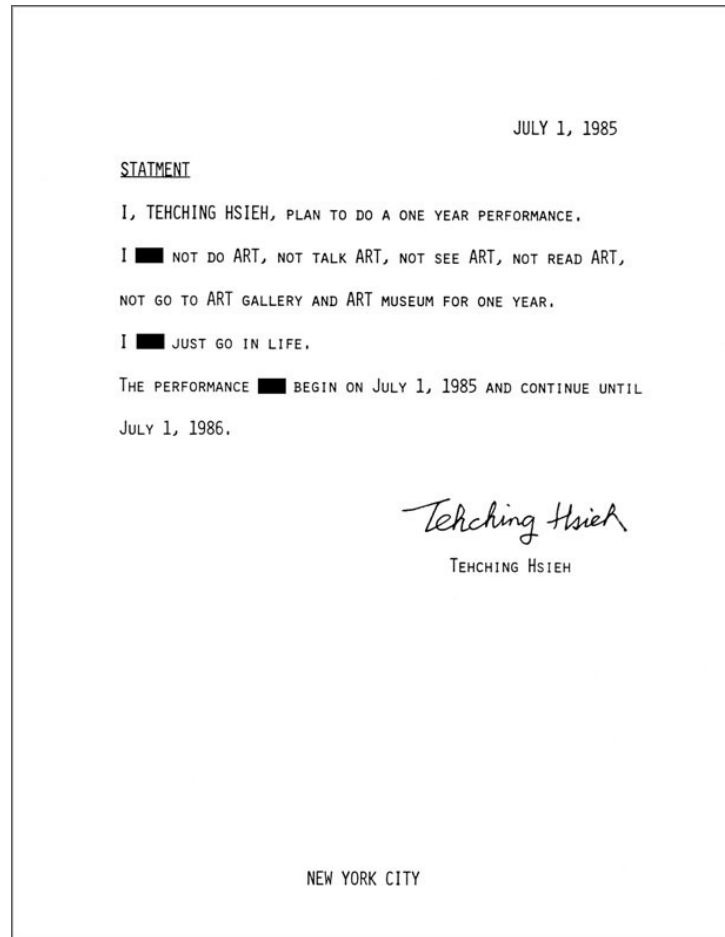 JULY 1, 1985
STATMENT
I, TEHCHING HSIEH, PLAN TO DO A ONE YEAR PERFORMANCE.
I NOT DO ART, NOT TALK ART, NOT SEE ART, NOT READ ART,
NOT GO TO ART GALLERY AND ART MUSEUM FOR ONE YEAR.
I JUST GO IN LIFE.
THE PERFORMANCE BEGIN ON JULY 1, 1985 AND CONTINUE UNTIL
JULY 1, 1986.
Tehching Hsieh
TEHCHING HSIEH
NEW YORK CITY